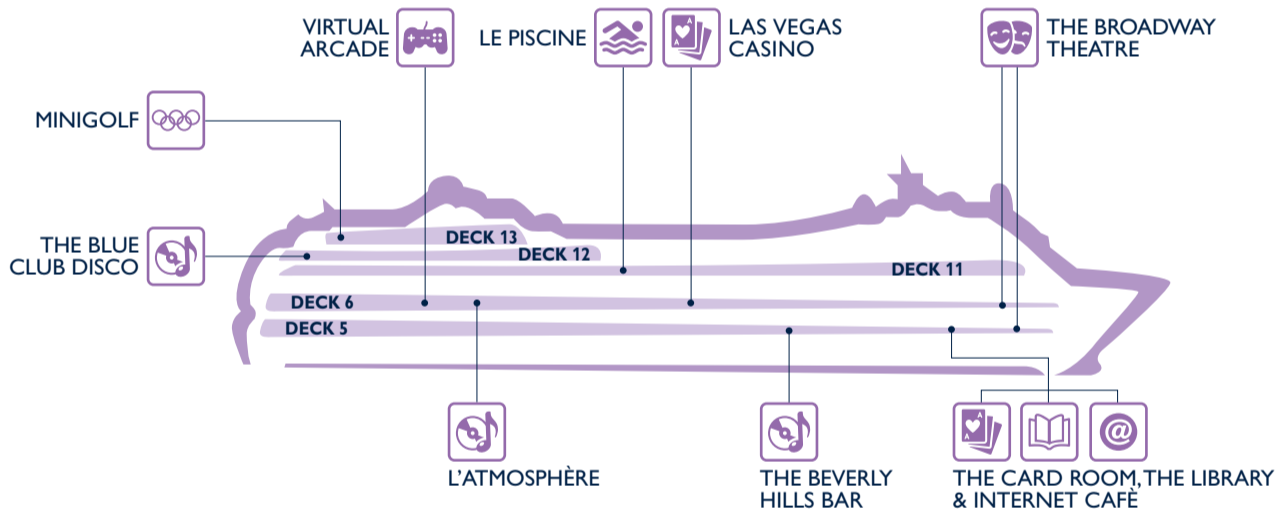 VIRTUAL
ARCADE
LE PISCINE
LAS VEGAS
CASINO
THE BROADWAY
THEATRE
MINIGOLF
THE BLUE
CLUB DISCO
DECK 13
DECK 12
DECK 11
DECK 6
DECK 5
L'ATMOSPHÈRE
THE BEVERLY
HILLS BAR
A
A
@
THE CARD ROOM, THE LIBRARY
& INTERNET CAFÈ